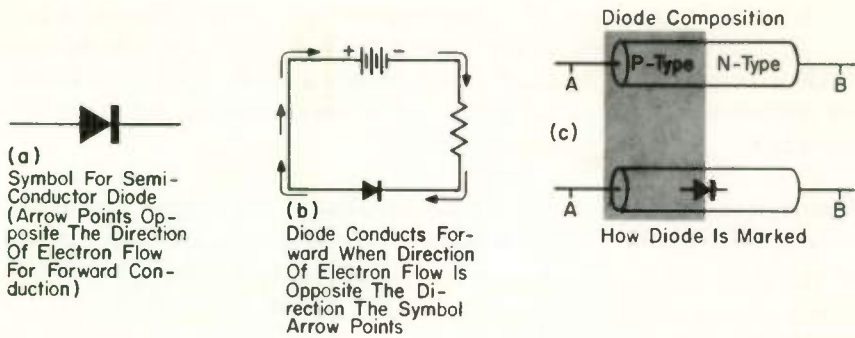 (a)
Symbol For Semi-
Conductor Diode
(Arrow Points Op-
posite The Direction
Of Electron Flow
For Forward Con-
duction)
+ -
(b)
Diode Conducts For-
ward When Direction
Of Electron Flow Is
Opposite The Di-
rection The Symbol
Arrow Points
Diode Composition
P-Type N-Type
A B
(c)
A B
How Diode Is Marked